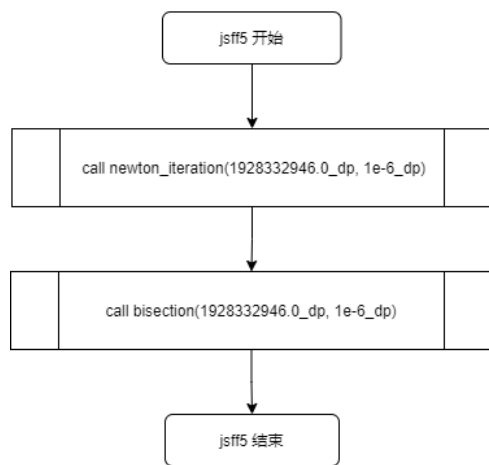 jsff5 开始
call newton_iteration(1928332946.0_dp, 1e-6_dp)
call bisection(1928332946.0_dp, 1e-6_dp)
jsff5 结束